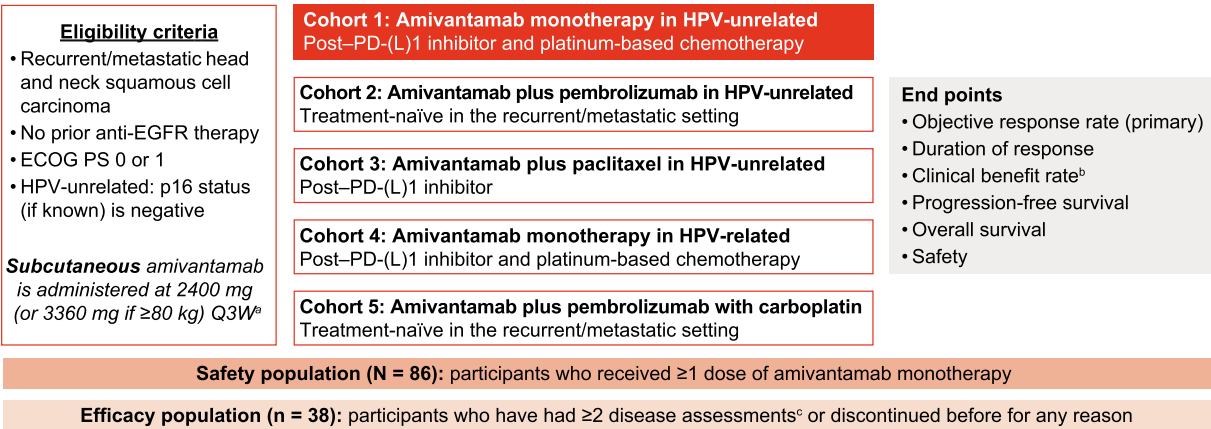 Eligibility criteria
• Recurrent/metastatic head
and neck squamous cell
carcinoma
• No prior anti-EGFR therapy
• ECOG PS 0 or 1
• HPV-unrelated: p16 status
(if known) is negative
Subcutaneous amivantamab
is administered at 2400 mg
(or 3360 mg if ≥80 kg) Q3Wᵃ
Cohort 1: Amivantamab monotherapy in HPV-unrelated
Post–PD-(L)1 inhibitor and platinum-based chemotherapy
Cohort 2: Amivantamab plus pembrolizumab in HPV-unrelated
Treatment-naïve in the recurrent/metastatic setting
Cohort 3: Amivantamab plus paclitaxel in HPV-unrelated
Post–PD-(L)1 inhibitor
Cohort 4: Amivantamab monotherapy in HPV-related
Post–PD-(L)1 inhibitor and platinum-based chemotherapy
Cohort 5: Amivantamab plus pembrolizumab with carboplatin
Treatment-naïve in the recurrent/metastatic setting
End points
• Objective response rate (primary)
• Duration of response
• Clinical benefit rateᵇ
• Progression-free survival
• Overall survival
• Safety
Safety population (N = 86): participants who received ≥1 dose of amivantamab monotherapy
Efficacy population (n = 38): participants who have had ≥2 disease assessmentsᶜ or discontinued before for any reason